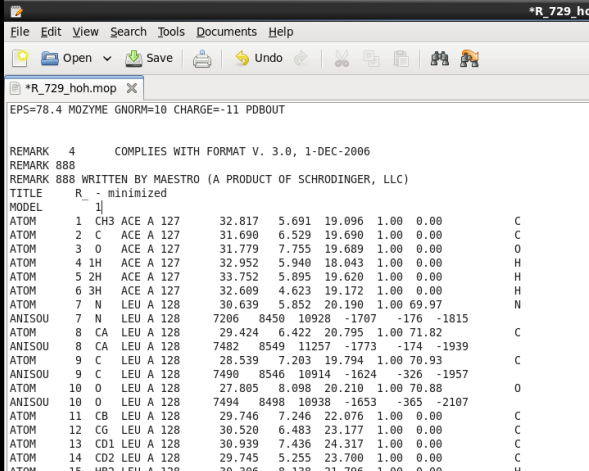 *R_729_ho
File Edit View Search Tools Documents Help
Open Save Undo
*R_729_hoh.mop
EPS=78.4 MOZYME GNORM=10 CHARGE=-11 PDBOUT
REMARK 4 COMPLIES WITH FORMAT V. 3.0, 1-DEC-2006
REMARK 888
REMARK 888 WRITTEN BY MAESTRO (A PRODUCT OF SCHRODINGER, LLC)
TITLE R_ - minimized
MODEL 1
ATOM 1 CH3 ACE A 127 32.817 5.691 19.096 1.00 0.00 C
ATOM 2 C ACE A 127 31.690 6.529 19.690 1.00 0.00 C
ATOM 3 O ACE A 127 31.779 7.755 19.689 1.00 0.00 O
ATOM 4 1H ACE A 127 32.952 5.940 18.043 1.00 0.00 H
ATOM 5 2H ACE A 127 33.752 5.895 19.620 1.00 0.00 H
ATOM 6 3H ACE A 127 32.609 4.623 19.172 1.00 0.00 H
ATOM 7 N LEU A 128 30.639 5.852 20.190 1.00 69.97 N
ANISOU 7 N LEU A 128 7206 8450 10928 -1707 -176 -1815
ATOM 8 CA LEU A 128 29.424 6.422 20.795 1.00 71.82 C
ANISOU 8 CA LEU A 128 7482 8549 11257 -1773 -174 -1939
ATOM 9 C LEU A 128 28.539 7.203 19.794 1.00 70.93 C
ANISOU 9 C LEU A 128 7490 8546 10914 -1624 -326 -1957
ATOM 10 O LEU A 128 27.805 8.098 20.210 1.00 70.88 O
ANISOU 10 O LEU A 128 7494 8498 10938 -1653 -365 -2107
ATOM 11 CB LEU A 128 29.746 7.246 22.076 1.00 0.00 C
ATOM 12 CG LEU A 128 30.520 6.483 23.177 1.00 0.00 C
ATOM 13 CD1 LEU A 128 30.939 7.436 24.317 1.00 0.00 C
ATOM 14 CD2 LEU A 128 29.745 5.255 23.700 1.00 0.00 C
ATOM 15 HB2 LEU A 128 30.306 8.138 21.796 1.00 0.00 H